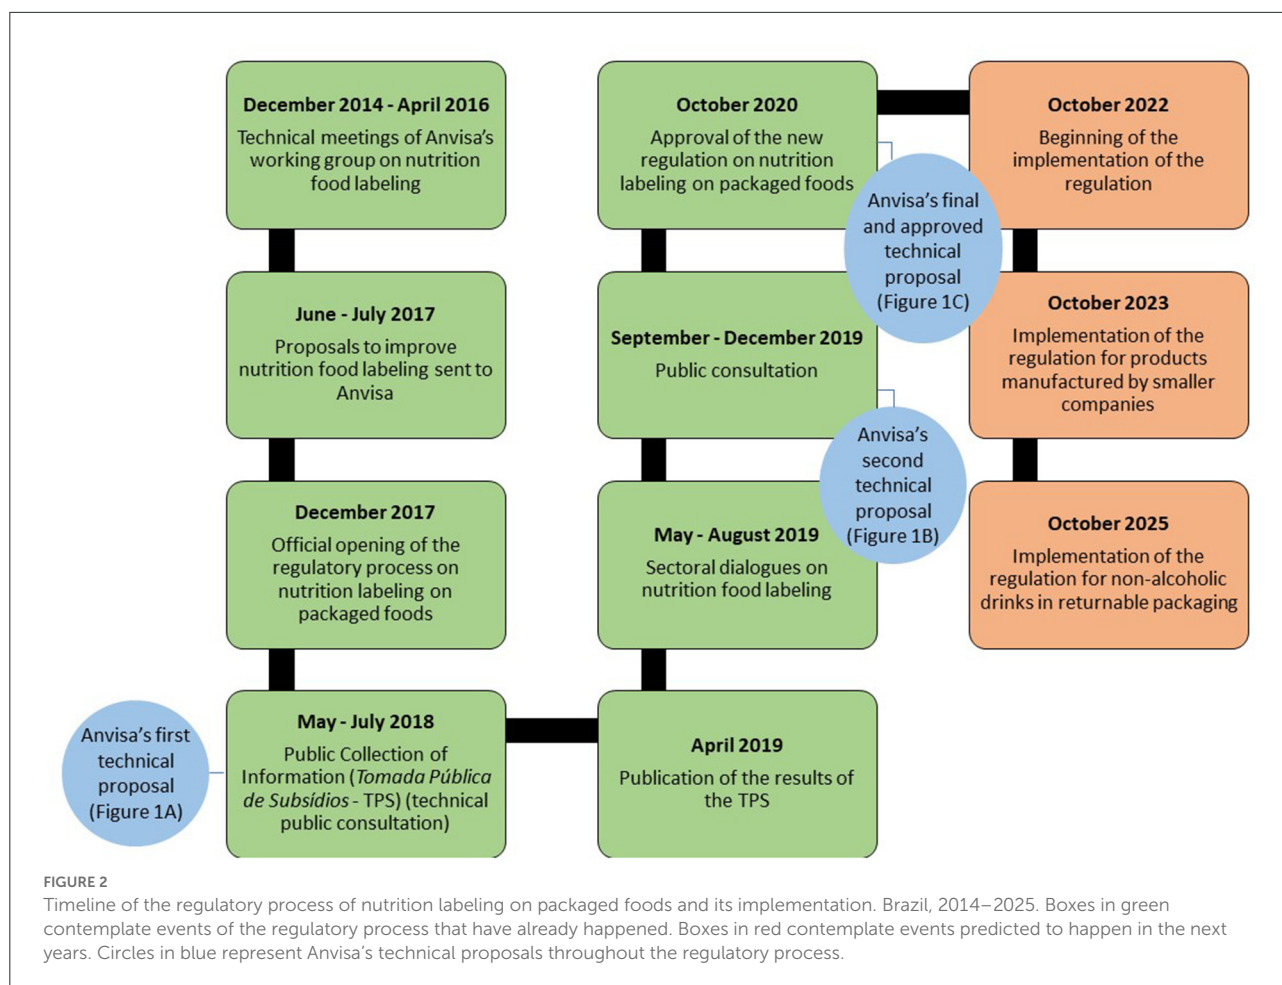 December 2014 - April 2016
Technical meetings of Anvisa's
working group on nutrition
food labeling
June - July 2017
Proposals to improve
nutrition food labeling sent to
Anvisa
December 2017
Official opening of the
regulatory process on
nutrition labeling on
packaged foods
Anvisa's first
technical
proposal
(Figure 1A)
May - July 2018
Public Collection of
Information (Tomada Pública
de Subsídios - TPS) (technical
public consultation)
April 2019
Publication of the results of
the TPS
May - August 2019
Sectoral dialogues on
nutrition food labeling
Anvisa's
second
technical
proposal
(Figure 1B)
September - December 2019
Public consultation
October 2020
Approval of the new
regulation on nutrition
labeling on packaged foods
Anvisa's final
and approved
technical
proposal
(Figure 1C)
October 2022
Beginning of the
implementation of the
regulation
October 2023
Implementation of the
regulation for products
manufactured by smaller
companies
October 2025
Implementation of the
regulation for non-alcoholic
drinks in returnable packaging
FIGURE 2
Timeline of the regulatory process of nutrition labeling on packaged foods and its implementation. Brazil, 2014–2025. Boxes in green
contemplate events of the regulatory process that have already happened. Boxes in red contemplate events predicted to happen in the next
years. Circles in blue represent Anvisa's technical proposals throughout the regulatory process.